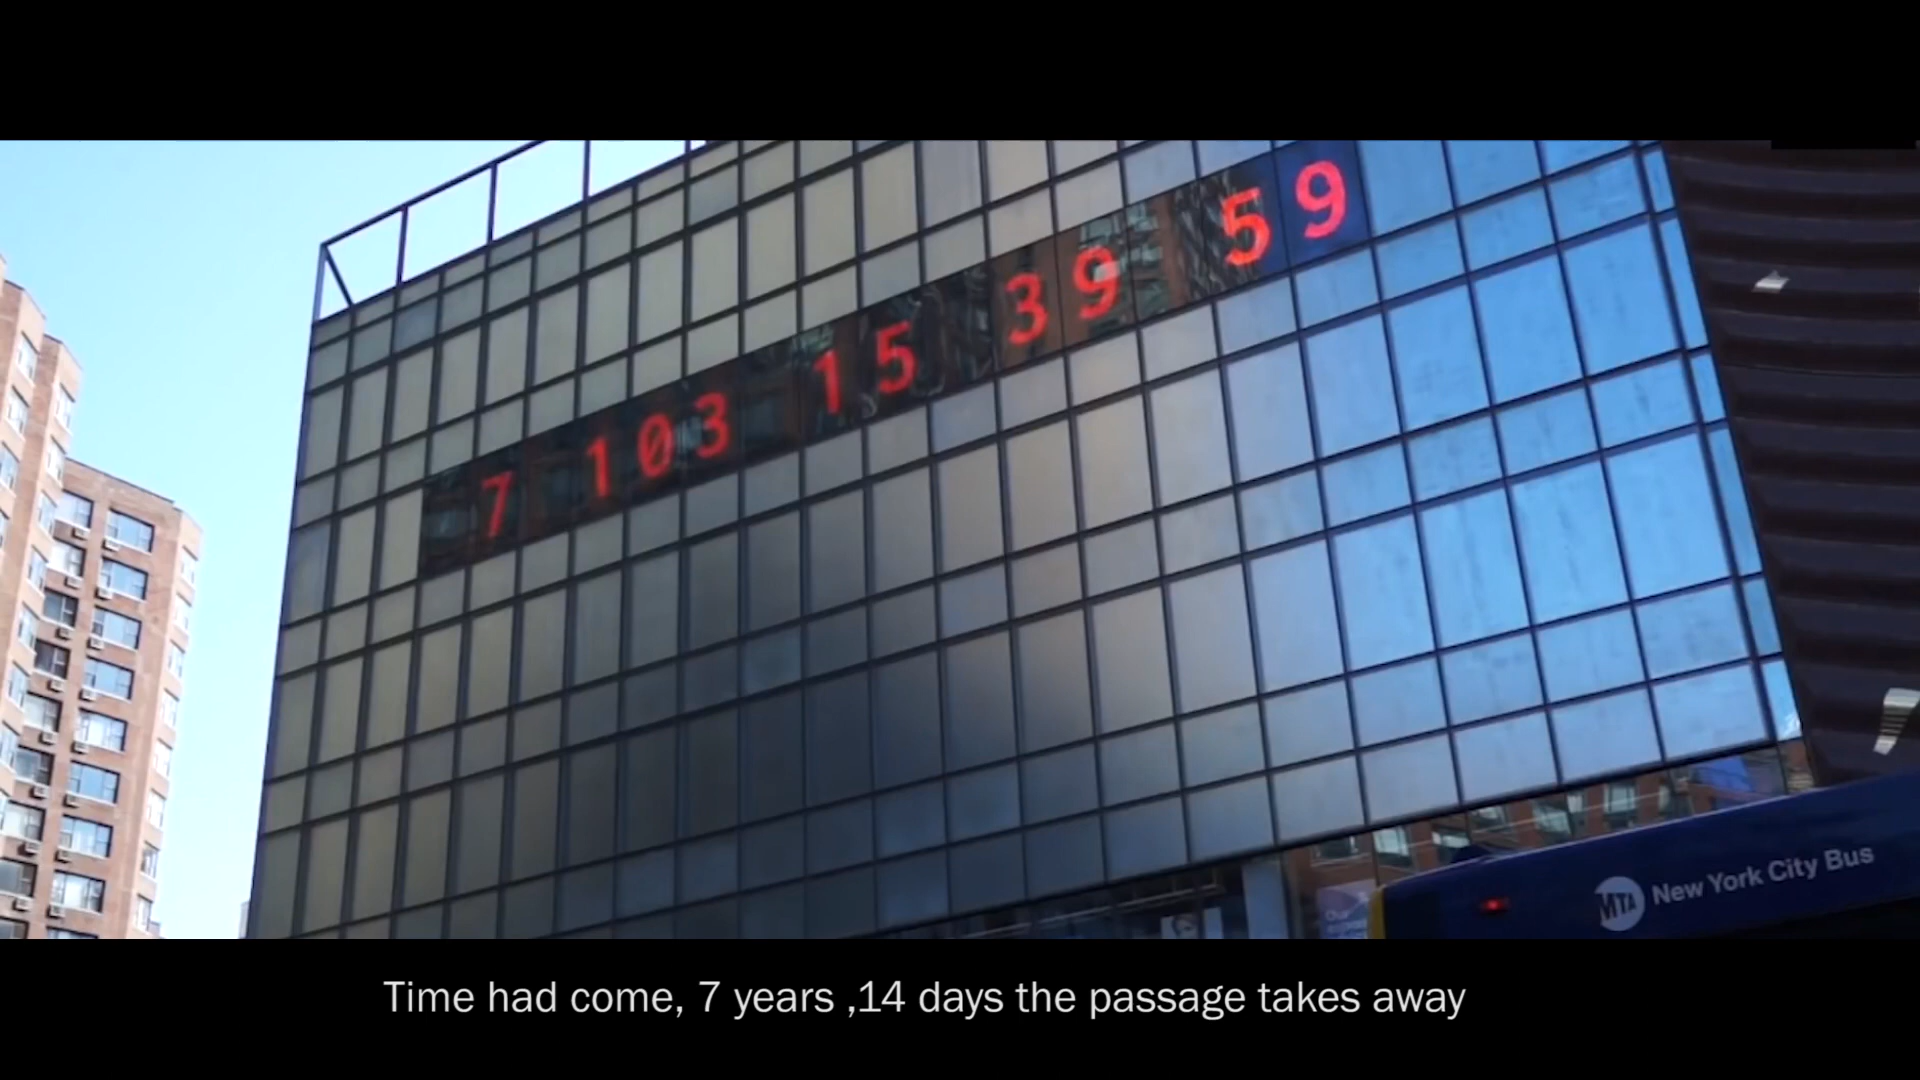 7 103 15 39 59
MTA New York City Bus
Time had come, 7 years ,14 days the passage takes away